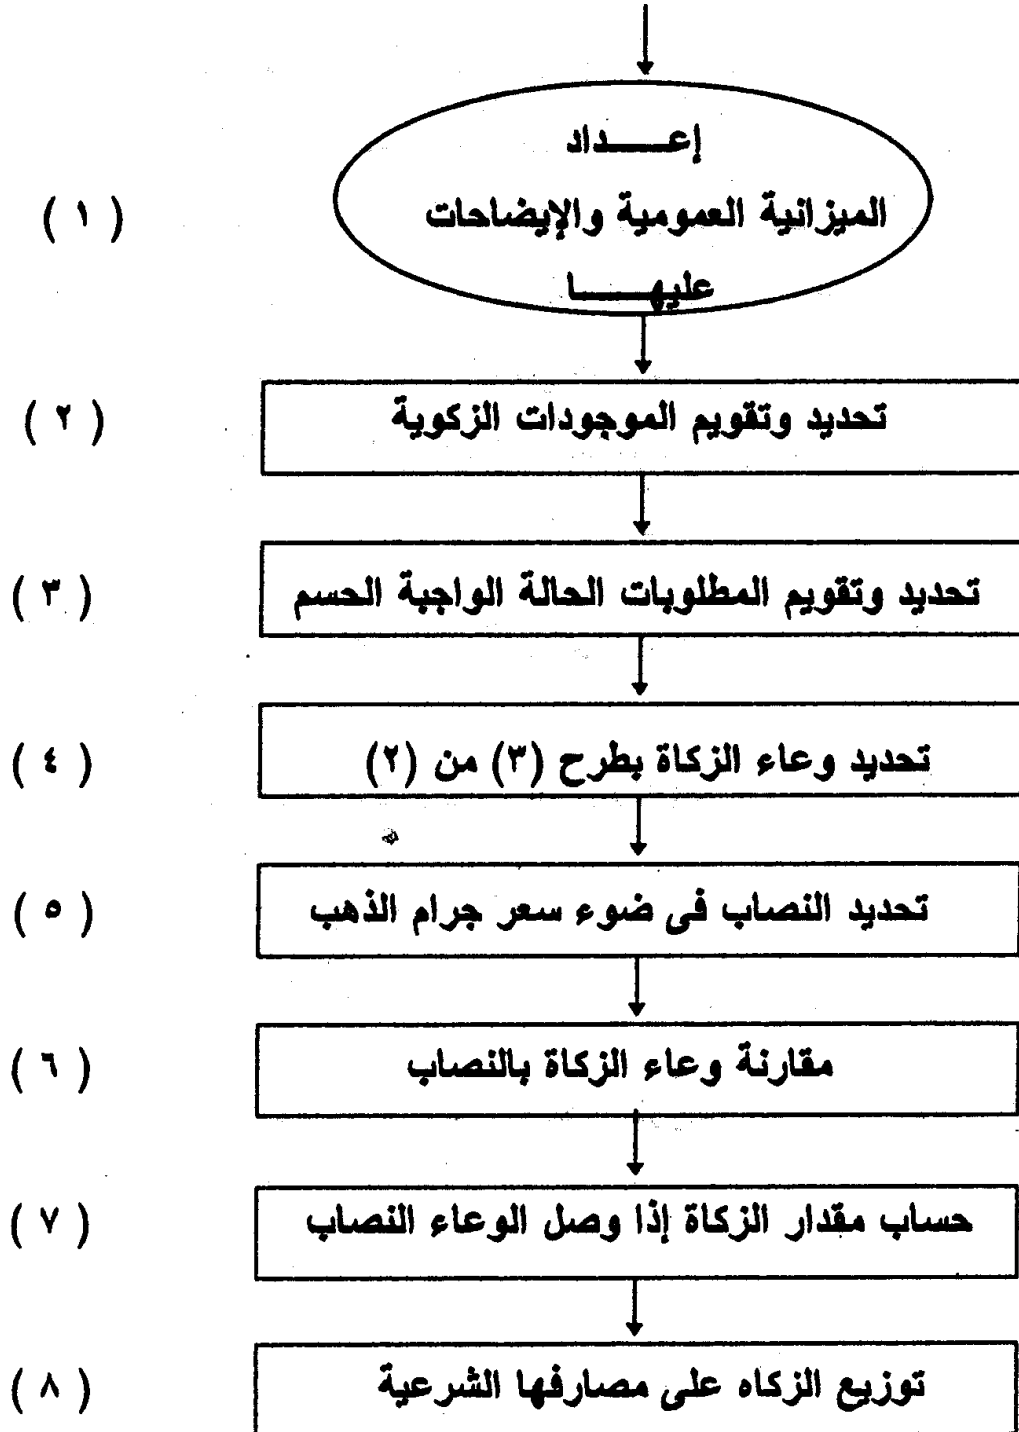 إعــــداد
( ١ )
الميزانية العمومية والإيضاحات
عليهــــا
( ٢ )
تحديد وتقويم الموجودات الزكوية
( ٣ )
تحديد وتقويم المطلوبات الحالة الواجبة الحسم
( ٤ )
تحديد وعاء الزكاة بطرح (٣) من (٢)
( ٥ )
تحديد النصاب فى ضوء سعر جرام الذهب
( ٦ )
مقارنة وعاء الزكاة بالنصاب
( ٧ )
حساب مقدار الزكاة إذا وصل الوعاء النصاب
( ٨ )
توزيع الزكاه على مصارفها الشرعية